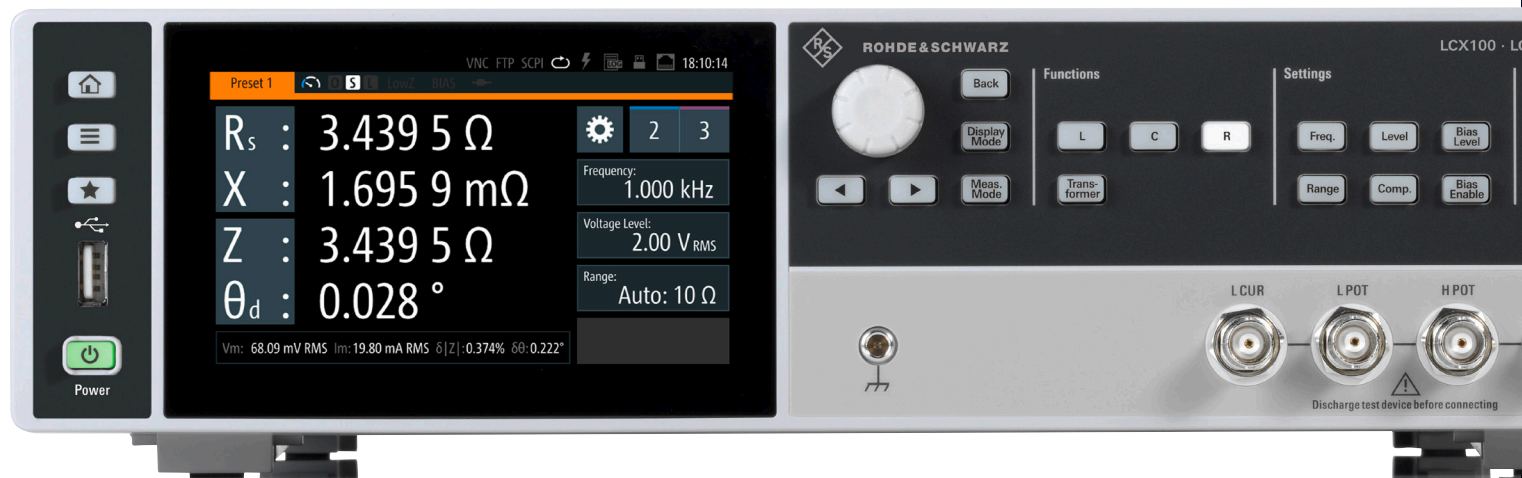 VNC FTP SCPI LOG 18:10:14
Preset 1 S L LowZ BIAS
Rs : 3.439 5 Ω
X : 1.695 9 mΩ
Z : 3.439 5 Ω
θd : 0.028 °
2 3
Frequency:
1.000 kHz
Voltage Level:
2.00 V RMS
Range:
Auto: 10 Ω
Vm: 68.09 mV RMS Im: 19.80 mA RMS δ|Z|: 0.374% δθ: 0.222°
Power
R S
ROHDE&SCHWARZ
LCX100 ·
Back
Display
Mode
Meas.
Mode
Functions
L C R
Trans-
former
Settings
Freq. Level Bias
Level
Range Comp. Bias
Enable
L CUR L POT H POT
Discharge test device before connecting